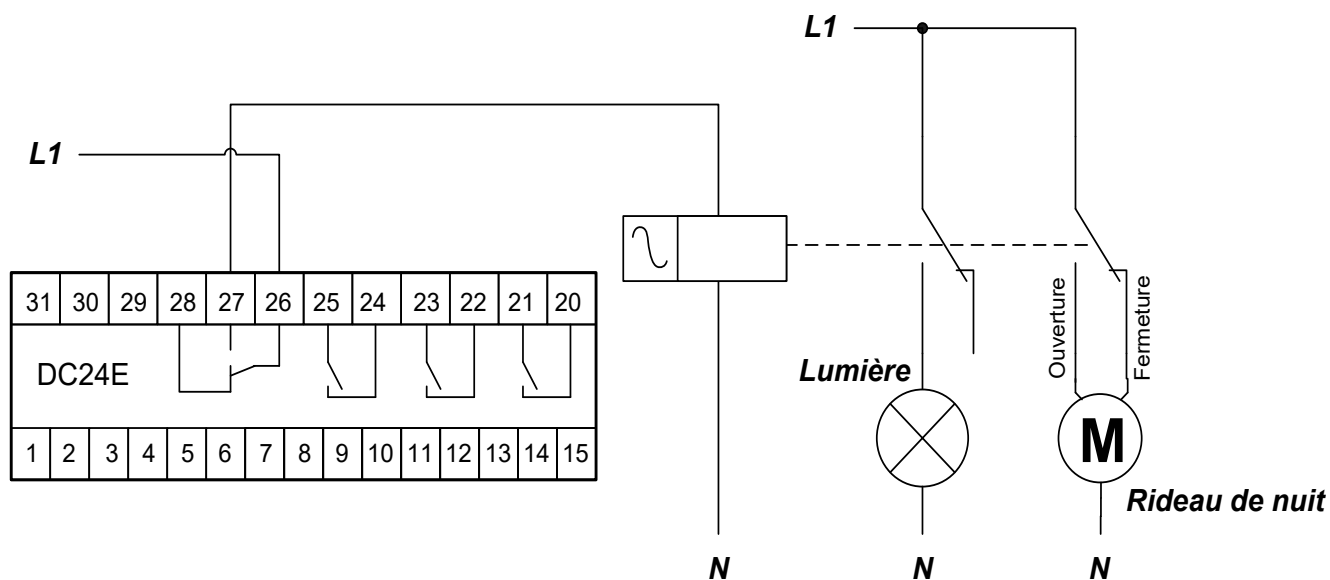 L1
L1
31 30 29 28 27 26 25 24 23 22 21 20
DC24E
1 2 3 4 5 6 7 8 9 10 11 12 13 14 15
Ouverture
Fermeture
Lumière
M
Rideau de nuit
N
N
N